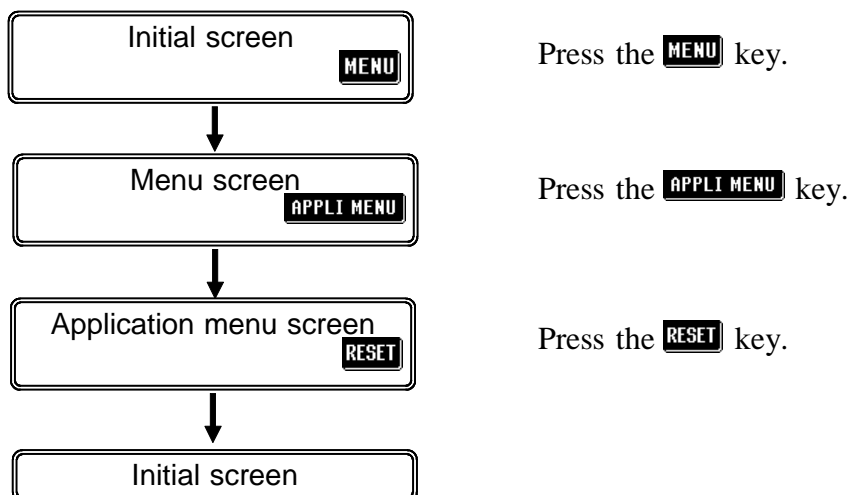 Initial screen
MENU
Press the MENU key.
Menu screen
APPLI MENU
Press the APPLI MENU key.
Application menu screen
RESET
Press the RESET key.
Initial screen